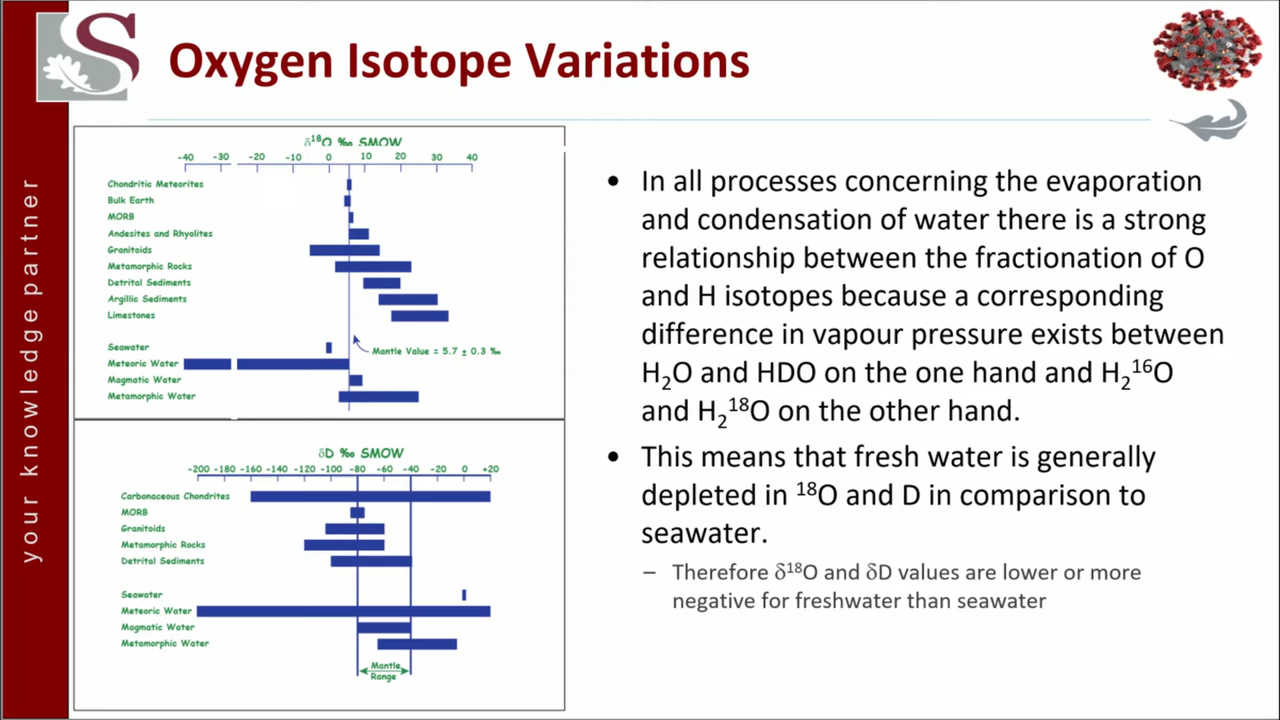 Oxygen Isotope Variations
your knowledge partner
S
δ¹⁸O ‰ SMOW
-40 -30 -20 -10 0 10 20 30 40
Chondritic Meteorites
Bulk Earth
MORB
Andesites and Rhyolites
Granitoids
Metamorphic Rocks
Detrital Sediments
Argillic Sediments
Limestones
Seawater
Mantle Value = 5.7 ± 0.3 ‰
Meteoric Water
Magmatic Water
Metamorphic Water
δD ‰ SMOW
-200 -180 -160 -140 -120 -100 -80 -60 -40 -20 0 +20
Carbonaceous Chondrites
MORB
Granitoids
Metamorphic Rocks
Detrital Sediments
Seawater
Meteoric Water
Magmatic Water
Metamorphic Water
Mantle
Range
• In all processes concerning the evaporation
and condensation of water there is a strong
relationship between the fractionation of O
and H isotopes because a corresponding
difference in vapour pressure exists between
H₂O and HDO on the one hand and H₂¹⁶O
and H₂¹⁸O on the other hand.
• This means that fresh water is generally
depleted in ¹⁸O and D in comparison to
seawater.
– Therefore δ¹⁸O and δD values are lower or more
negative for freshwater than seawater